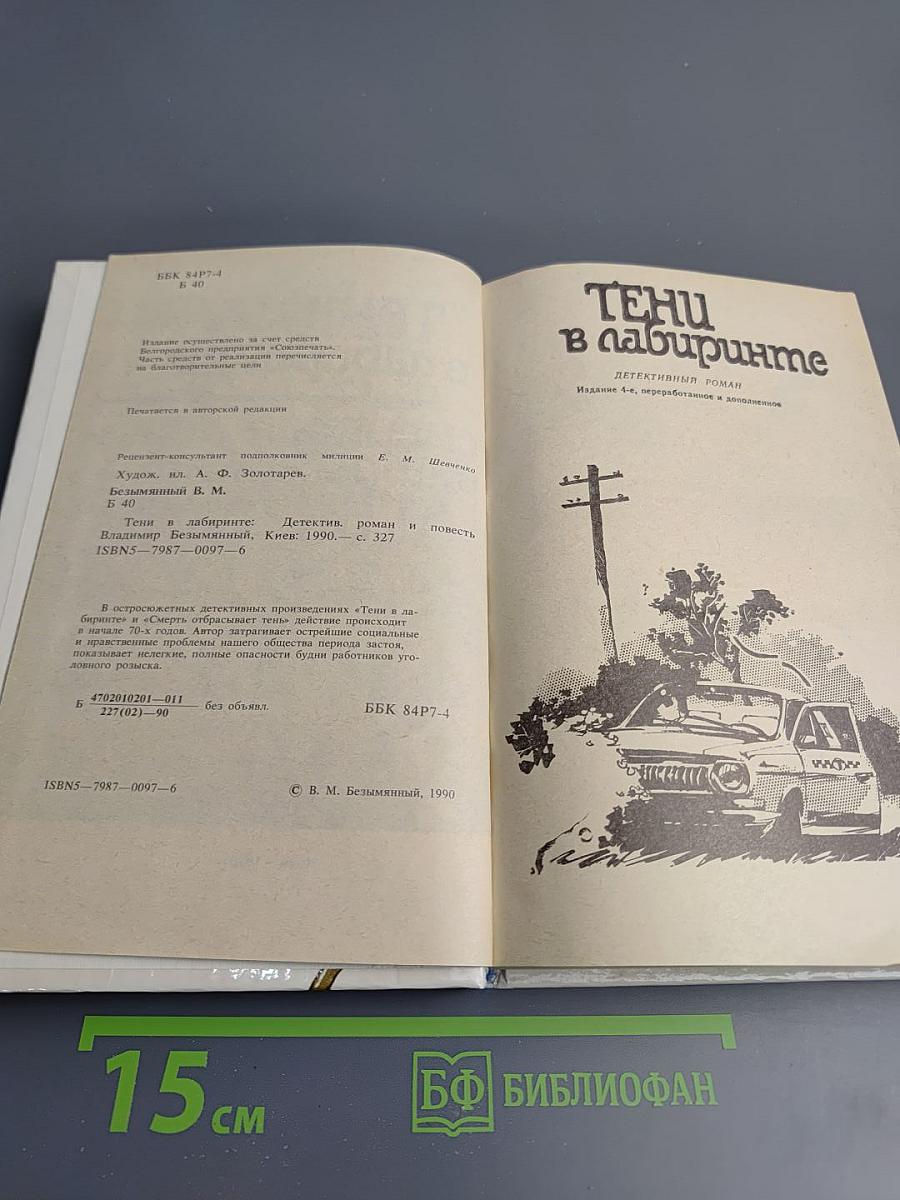 ББК 84Р7-4
Б 40
Издание осуществлено за счет средств
Белгородского предприятия «Союзпечать».
Часть средств от реализации перечисляется
на благотворительные цели
Печатается в авторской редакции
Рецензент-консультант подполковник милиции Е. М. Шевченко
Худож. ил. А. Ф. Золотарев.
Безымянный В. М.
Б 40
Тени в лабиринте: Детектив. роман и повесть
Владимир Безымянный, Киев: 1990.— с. 327
ISBN5—7987—0097—6
В остросюжетных детективных произведениях «Тени в ла-
биринте» и «Смерть отбрасывает тень» действие происходит
в начале 70-х годов. Автор затрагивает острейшие социальные
и нравственные проблемы нашего общества периода застоя,
показывает нелегкие, полные опасности будни работников уго-
ловного розыска.
Б 4702010201—011
227(02)—90 без объявл.
ББК 84Р7-4
ISBN5—7987—0097—6
© В. М. Безымянный, 1990
ТЕНИ
в лабиринте
ДЕТЕКТИВНЫЙ РОМАН
Издание 4-е, переработанное и дополненное
15 см
БФ БИБЛИОФАН